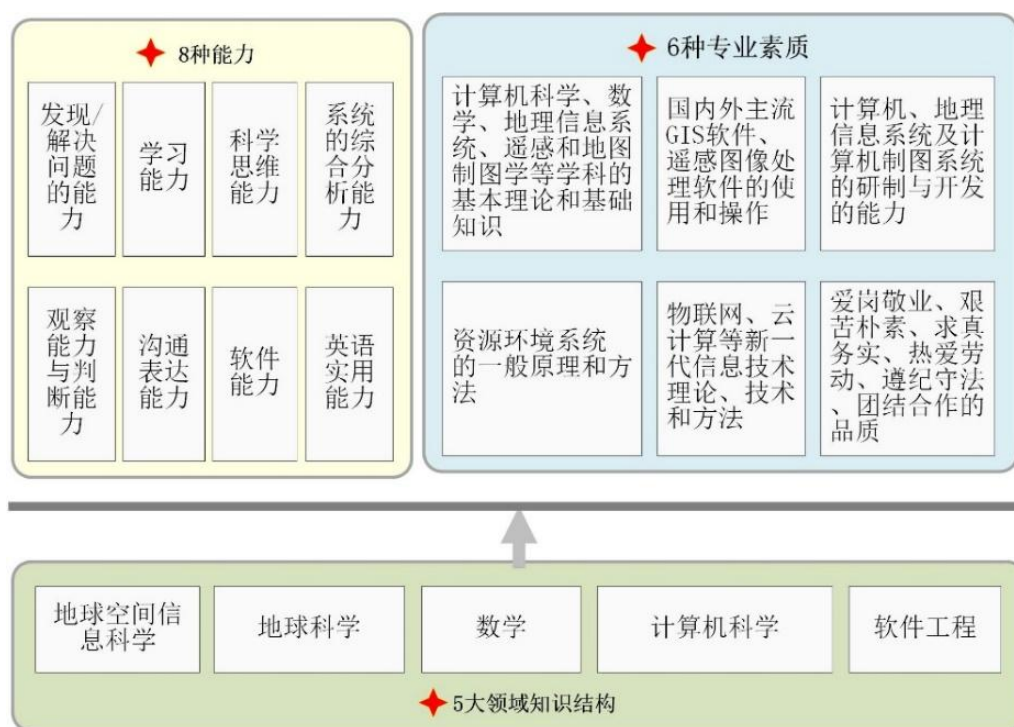 8种能力
发现/
解决
问题
的能
力
学习
能力
科学
思维
能力
系统
的综
合分
析能
力
观察
能力
与判
断能
力
沟通
表达
能力
软件
能力
英语
实用
能力
6种专业素质
计算机科学、数
学、地理信息系
统、遥感和地图
制图学等学科的
基本理论和基础
知识
国内外主流
GIS软件、
遥感图像处
理软件的使
用和操作
计算机、地理
信息系统及计
算机制图系统
的研制与开发
的能力
资源环境系统
的一般原理和方
法
物联网、云
计算等新一
代信息技术
理论、技术
和方法
爱岗敬业、艰
苦朴素、求真
务实、热爱劳
动、遵纪守法
、团结合作的
品质
地球空间信
息科学
地球科学
数学
计算机科学
软件工程
5大领域知识结构